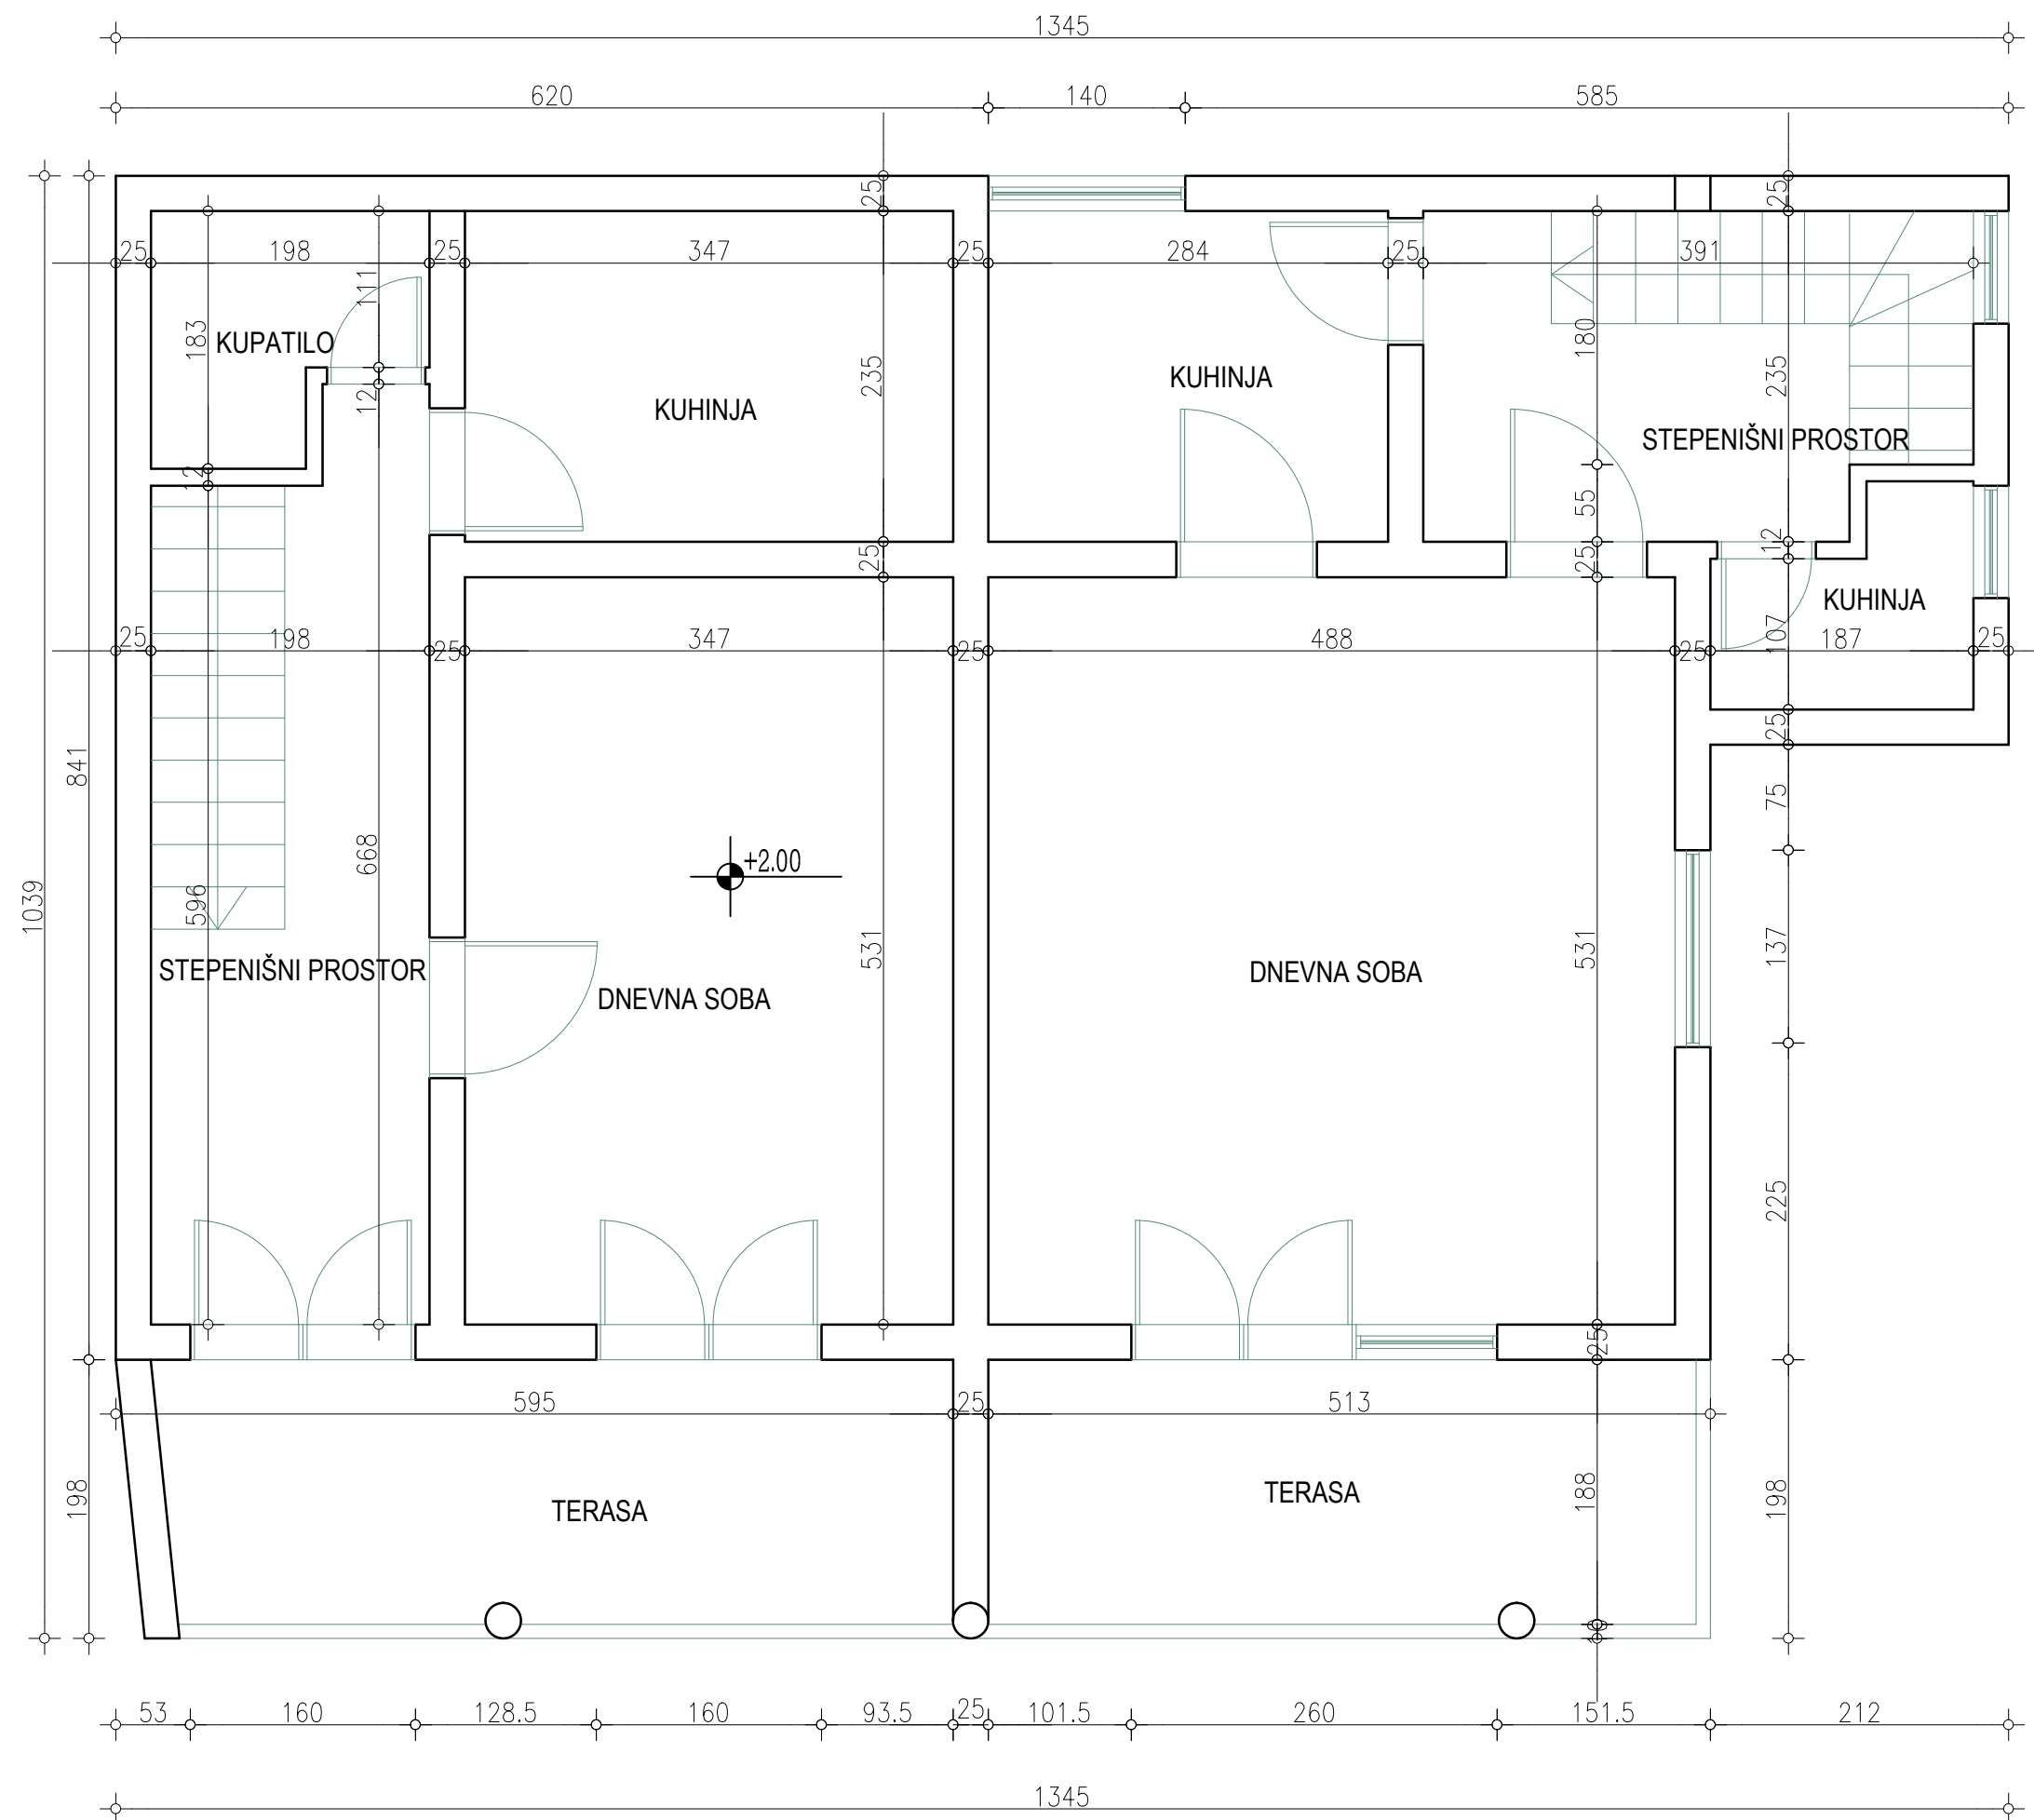 1345
620 140 585
25 25
25 198 25 347 25 284 25 391
111
183 KUPATILO 180
235 KUHINJA 235
12 KUHINJA
STEPENIŠNI PROSTOR
12 55
25 25 12
KUHINJA
25 198 25 347 25 488 25 107 187 25
25
841 75
668 +2.00
1039 596 531 531 137
STEPENIŠNI PROSTOR DNEVNA SOBA
DNEVNA SOBA
225
25
595 25 513
198 188 198
TERASA
TERASA
10
53 160 128.5 160 93.5 25 101.5 260 151.5 212
1345